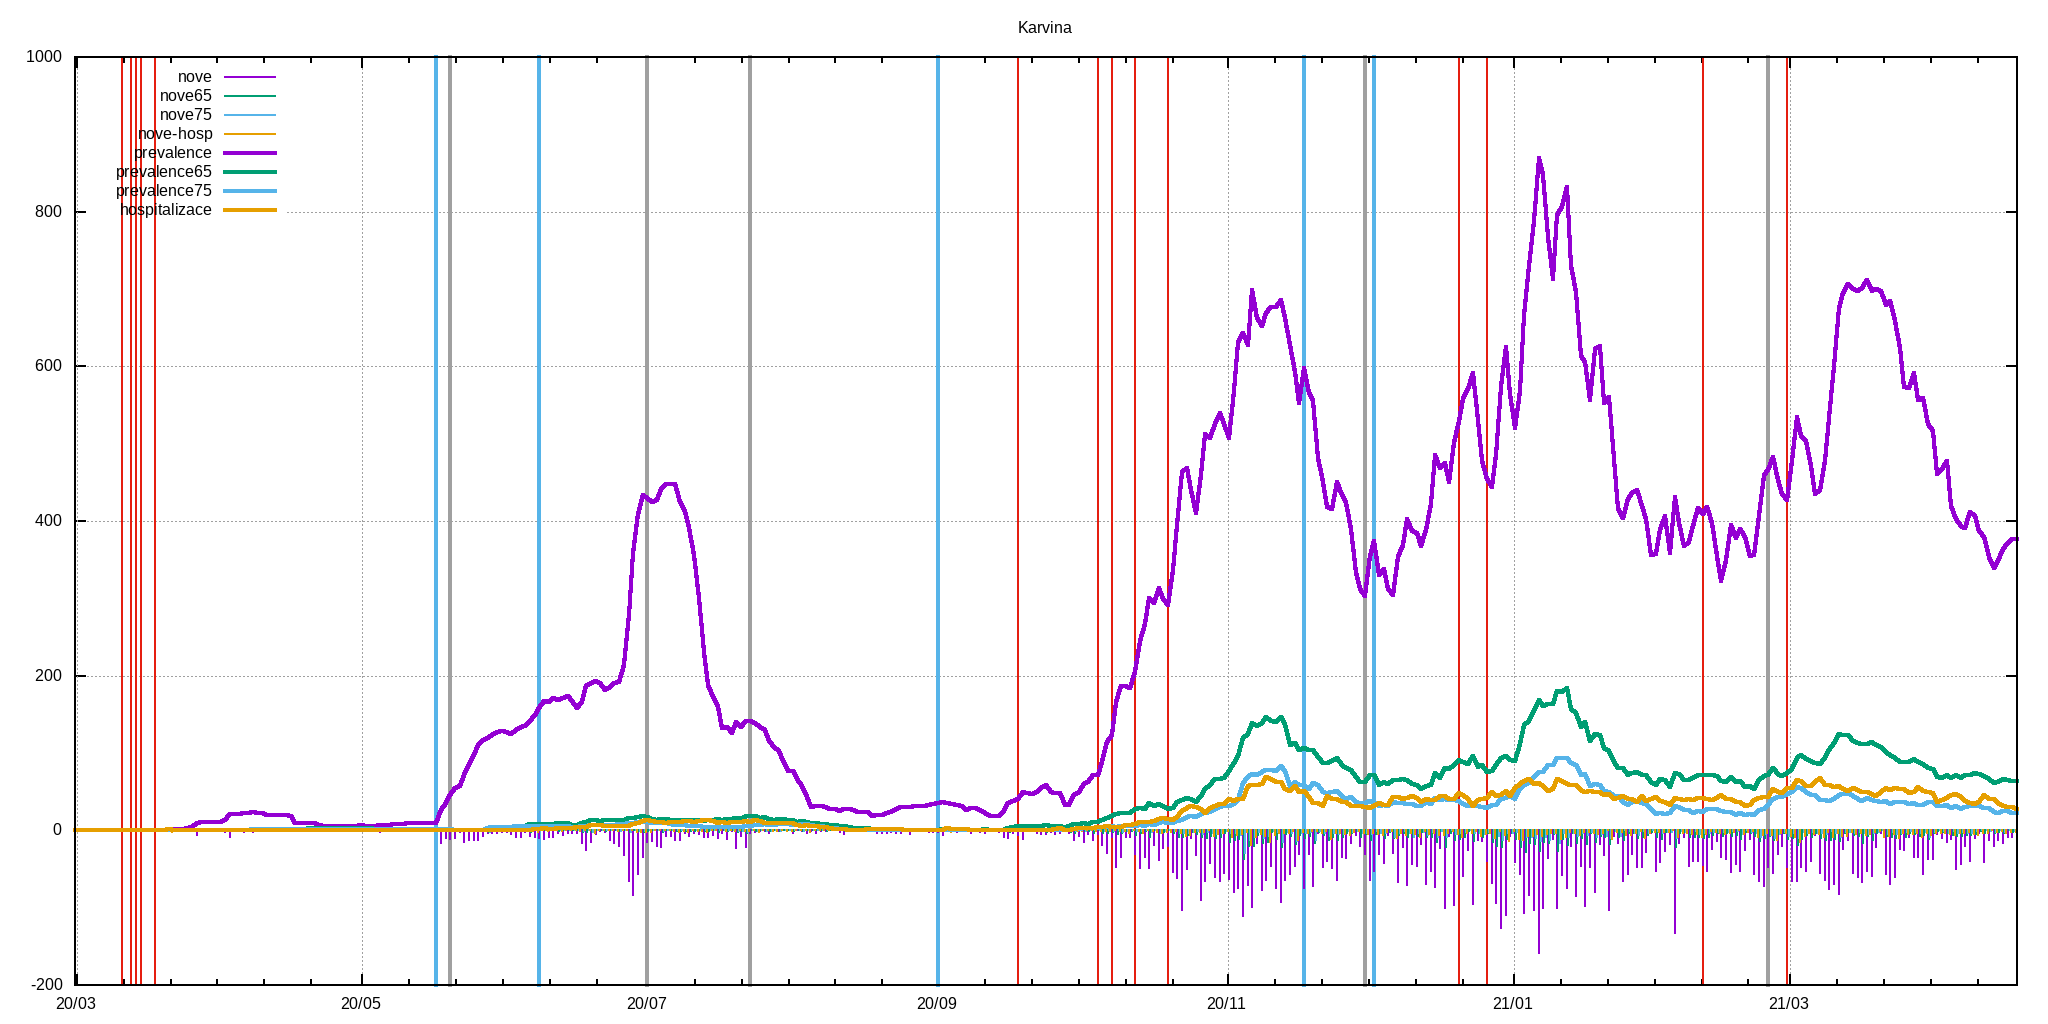 Karvina
1000
800
600
400
200
0
-200
nove
nove65
nove75
nove-hosp
prevalence
prevalence65
prevalence75
hospitalizace
20/03 20/05 20/07 20/09 20/11 21/01 21/03